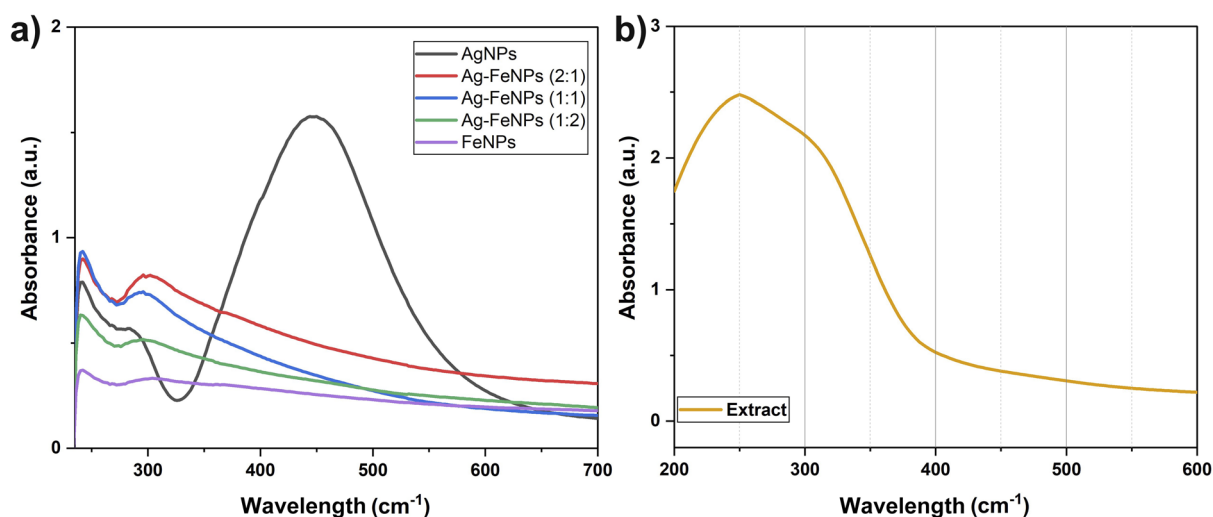 a)
Absorbance (a.u.)
2
1
0
AgNPs
Ag-FeNPs (2:1)
Ag-FeNPs (1:1)
Ag-FeNPs (1:2)
FeNPs
300
400
500
600
700
Wavelength (cm⁻¹)
b)
Absorbance (a.u.)
3
2
1
0
Extract
200
300
400
500
600
Wavelength (cm⁻¹)